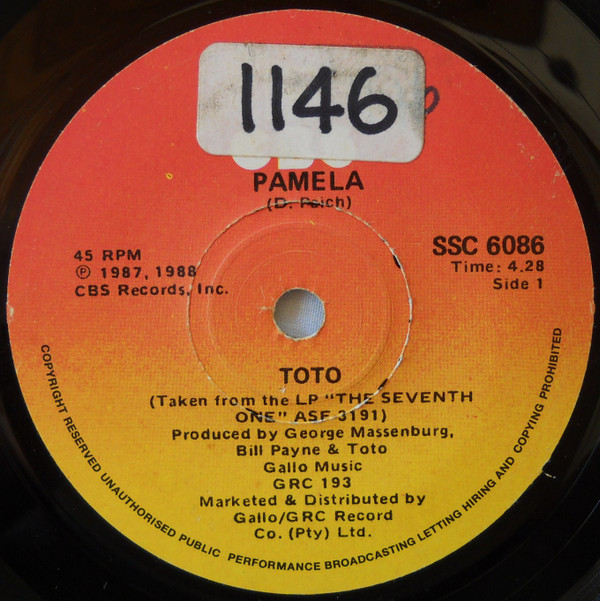 1146
PAMELA
(D. Paich)
45 RPM
℗ 1987, 1988
CBS Records, Inc.
SSC 6086
Time: 4.28
Side 1
TOTO
(Taken from the LP "THE SEVENTH
ONE" ASF 3191)
Produced by George Massenburg,
Bill Payne & Toto
Gallo Music
GRC 193
Marketed & Distributed by
Gallo/GRC Record
Co. (Pty) Ltd.
COPYRIGHT RESERVED UNAUTHORISED PUBLIC PERFORMANCE BROADCASTING LETTING HIRING AND COPYING PROHIBITED